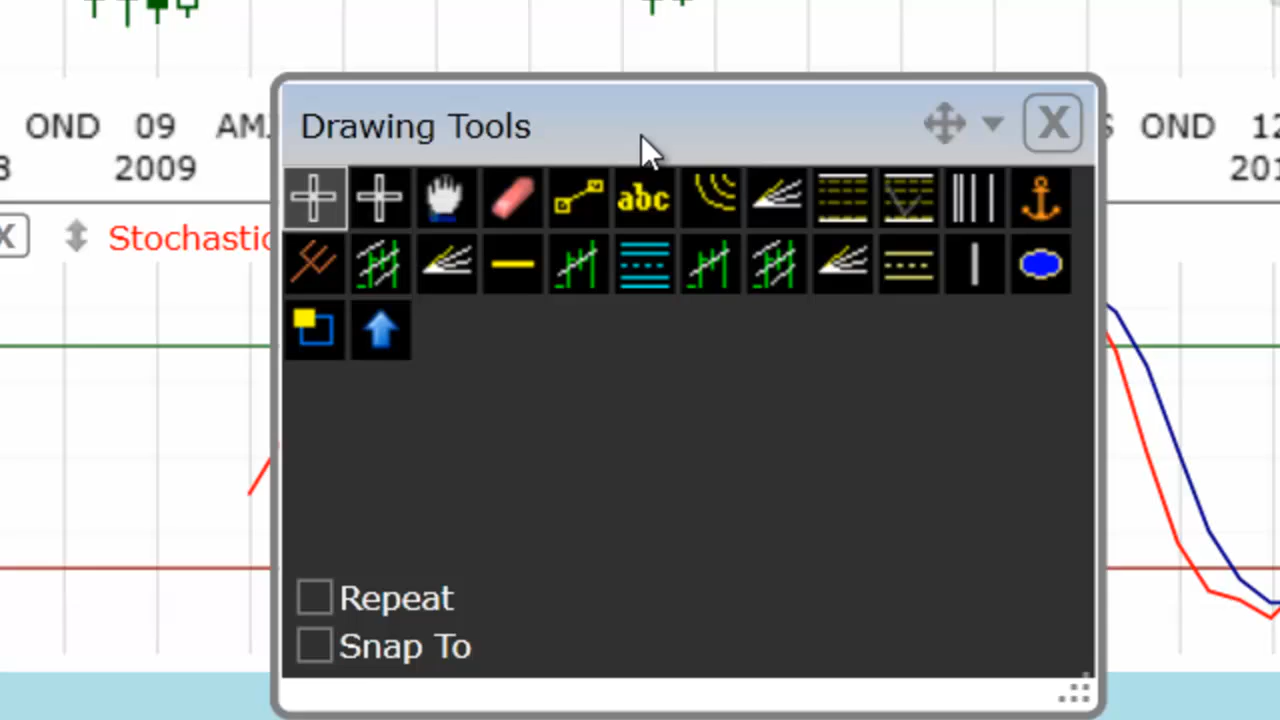 OND 09 AM
OND 12
2009
Drawing Tools
X
abc
Stochastic
Repeat
Snap To